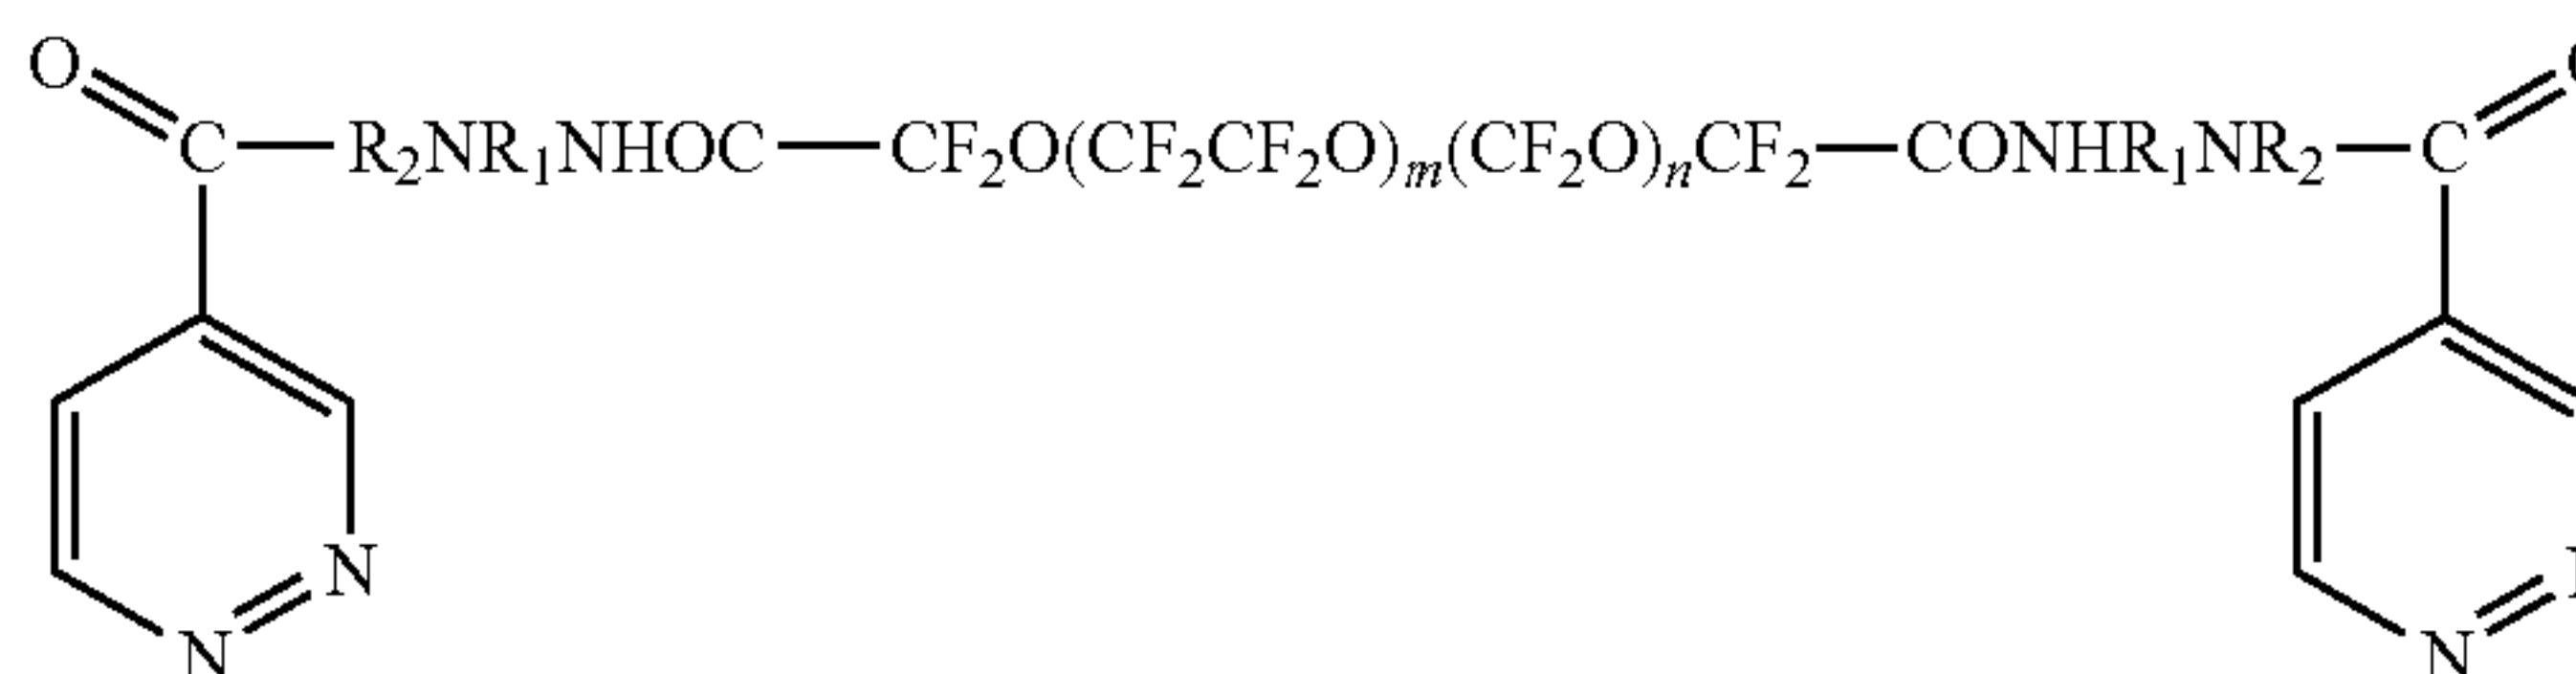 O
C—R₂NR₁NHOC—CF₂O(CF₂CF₂O)ₘ(CF₂O)ₙCF₂—CONHR₁NR₂—C
N
N N